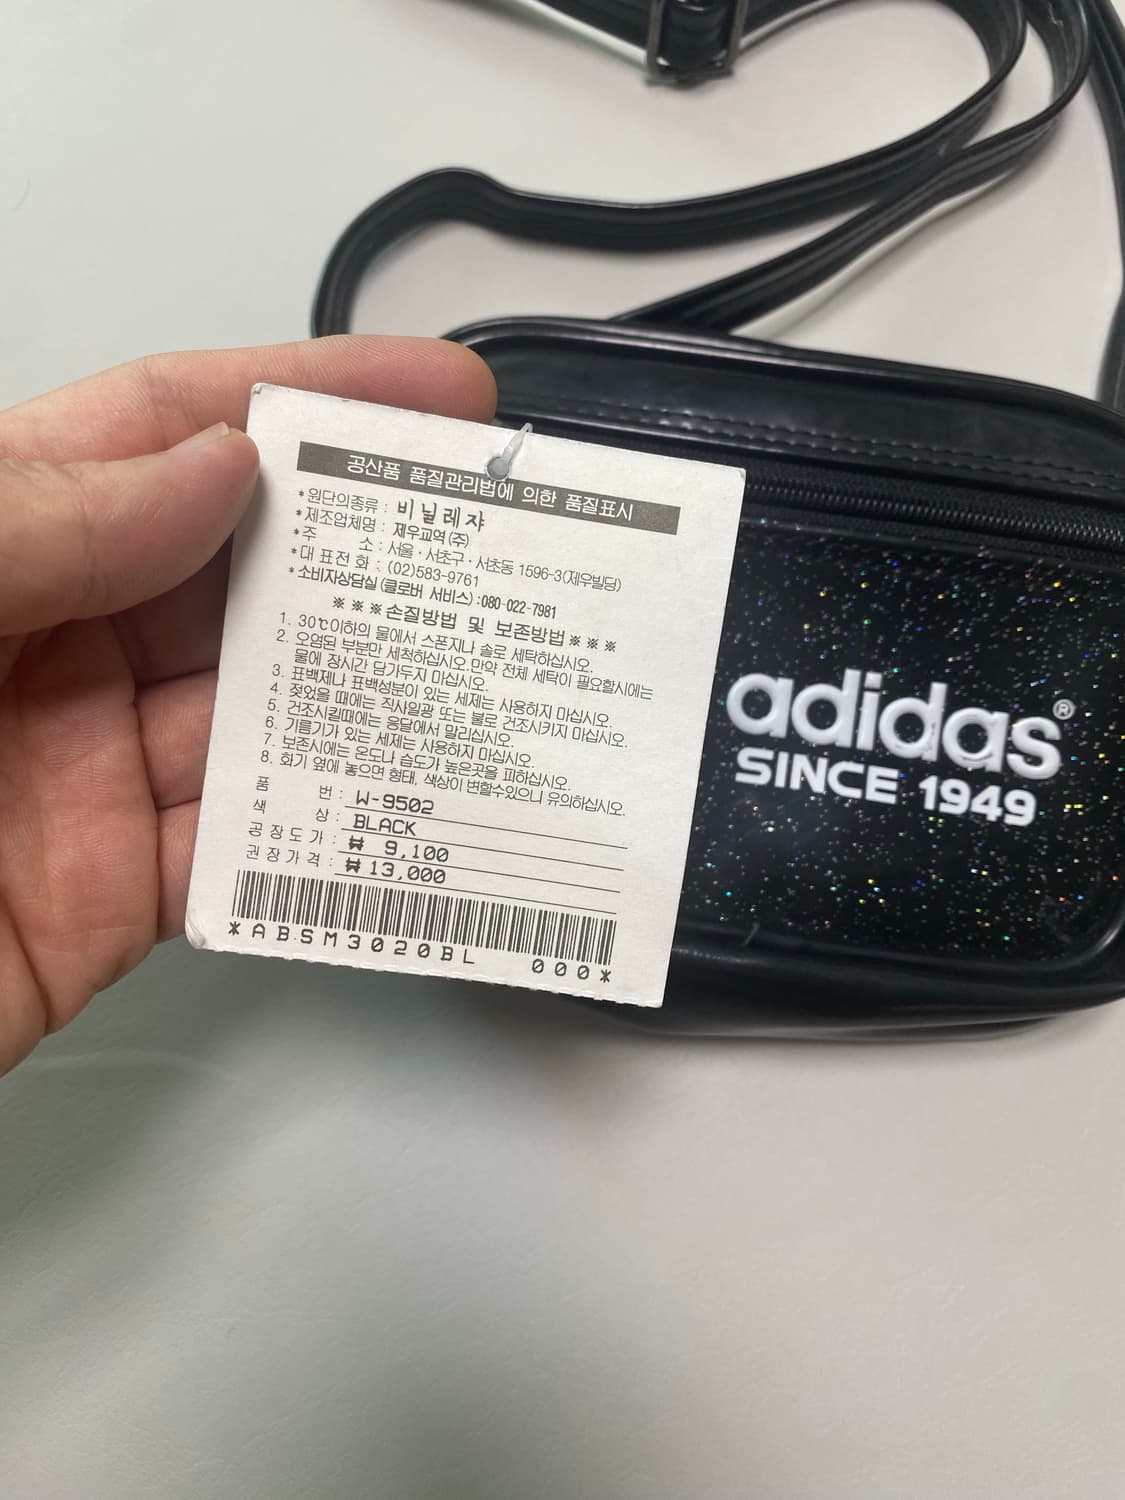 공산품 품질관리법에 의한 품질표시
*원단의종류 : 비닐레쟈
*제조업체명 : 제우교역(주)
*주 소 : 서울·서초구·서초동 1596-3(제우빌딩)
*대표전화 : (02)583-9761
*소비자상담실(클로버 서비스) :080-022-7981
※※※손질방법 및 보존방법※※※
1. 30℃이하의 물에서 스폰지나 솔로 세탁하십시오.
2. 오염된 부분만 세척하십시오.만약 전체 세탁이 필요할시에는
물에 장시간 담가두지 마십시오.
3. 표백제나 표백성분이 있는 세제는 사용하지 마십시오.
4. 젖었을 때에는 직사일광 또는 불로 건조시키지 마십시오.
5. 건조시킬때에는 응달에서 말리십시오.
6. 기름기가 있는 세제는 사용하지 마십시오.
7. 보존시에는 온도나 습도가 높은곳을 피하십시오.
8. 화기 옆에 놓으면 형태, 색상이 변할수있으니 유의하십시오.
품 번 : W-9502
색 상 : BLACK
공장도가 : ₩ 9,100
권장가격 : ₩13,000
*ABSM3020BL 000*
adidas®
SINCE 1949